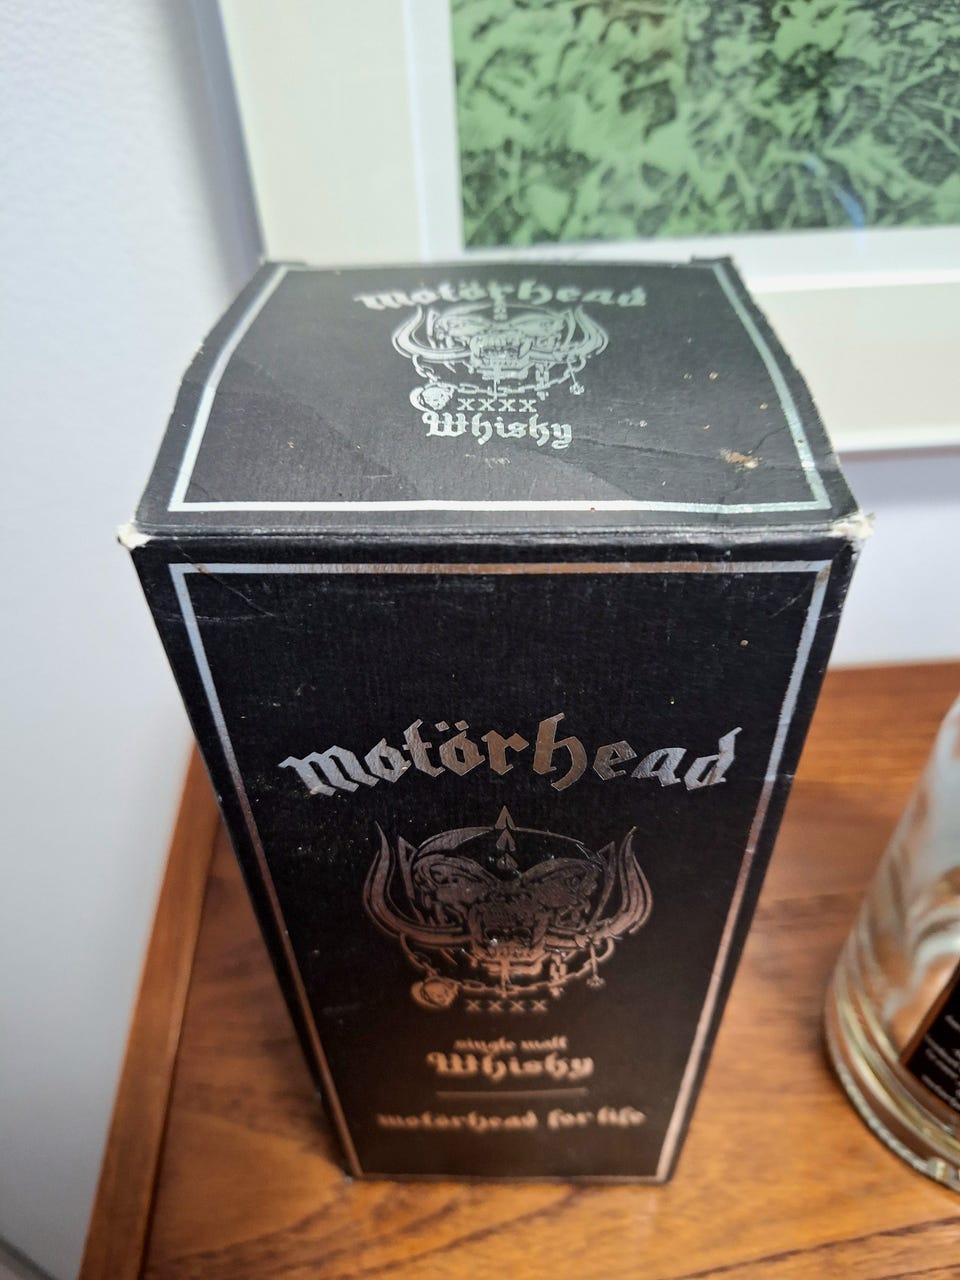 motörhead
XXXX
Whisky
motörhead
XXXX
single malt
Whisky
motörhead for life